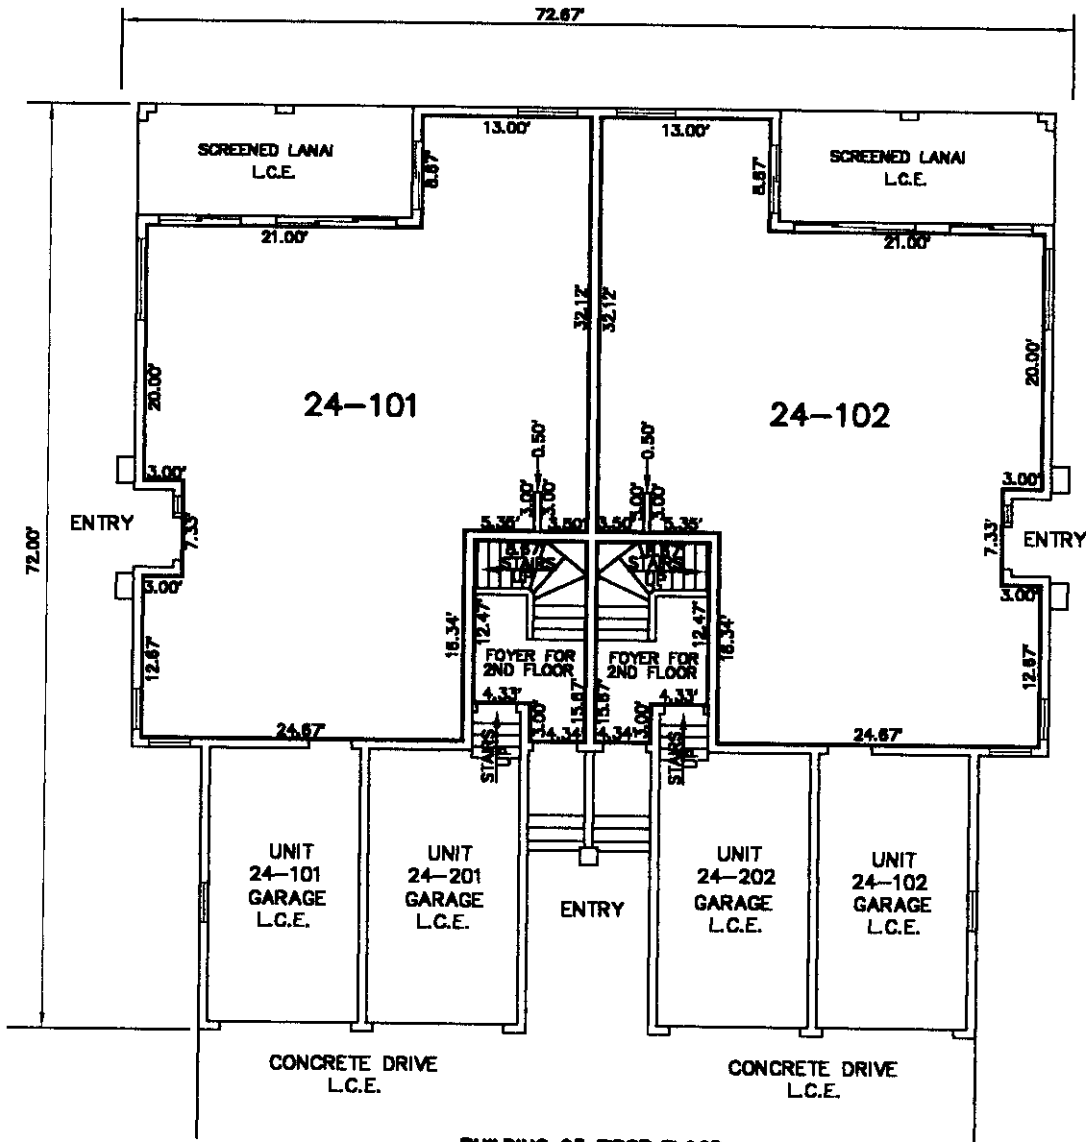 72.67'
SCREENED LANAI
L.C.E.
13.00'
8.67'
13.00'
8.67'
SCREENED LANAI
L.C.E.
21.00'
21.00'
32.12'
32.12'
20.00'
20.00'
24-101
24-102
72.00'
0.50'
0.50'
3.00'
3.00'
3.00'
3.00'
3.00'
3.00'
ENTRY
7.33'
5.35'
3.50'
3.50'
5.35'
7.33'
ENTRY
8.67'
STAIRS
UP
8.67'
STAIRS
UP
3.00'
3.00'
12.67'
16.34'
12.47'
12.47'
16.34'
12.67'
FOYER FOR
2ND FLOOR
FOYER FOR
2ND FLOOR
4.33'
3.00'
15.67'
15.67'
3.00'
4.33'
24.67'
4.34'
4.34'
24.67'
STAIRS
UP
STAIRS
UP
UNIT
24-101
GARAGE
L.C.E.
UNIT
24-201
GARAGE
L.C.E.
ENTRY
UNIT
24-202
GARAGE
L.C.E.
UNIT
24-102
GARAGE
L.C.E.
CONCRETE DRIVE
L.C.E.
CONCRETE DRIVE
L.C.E.